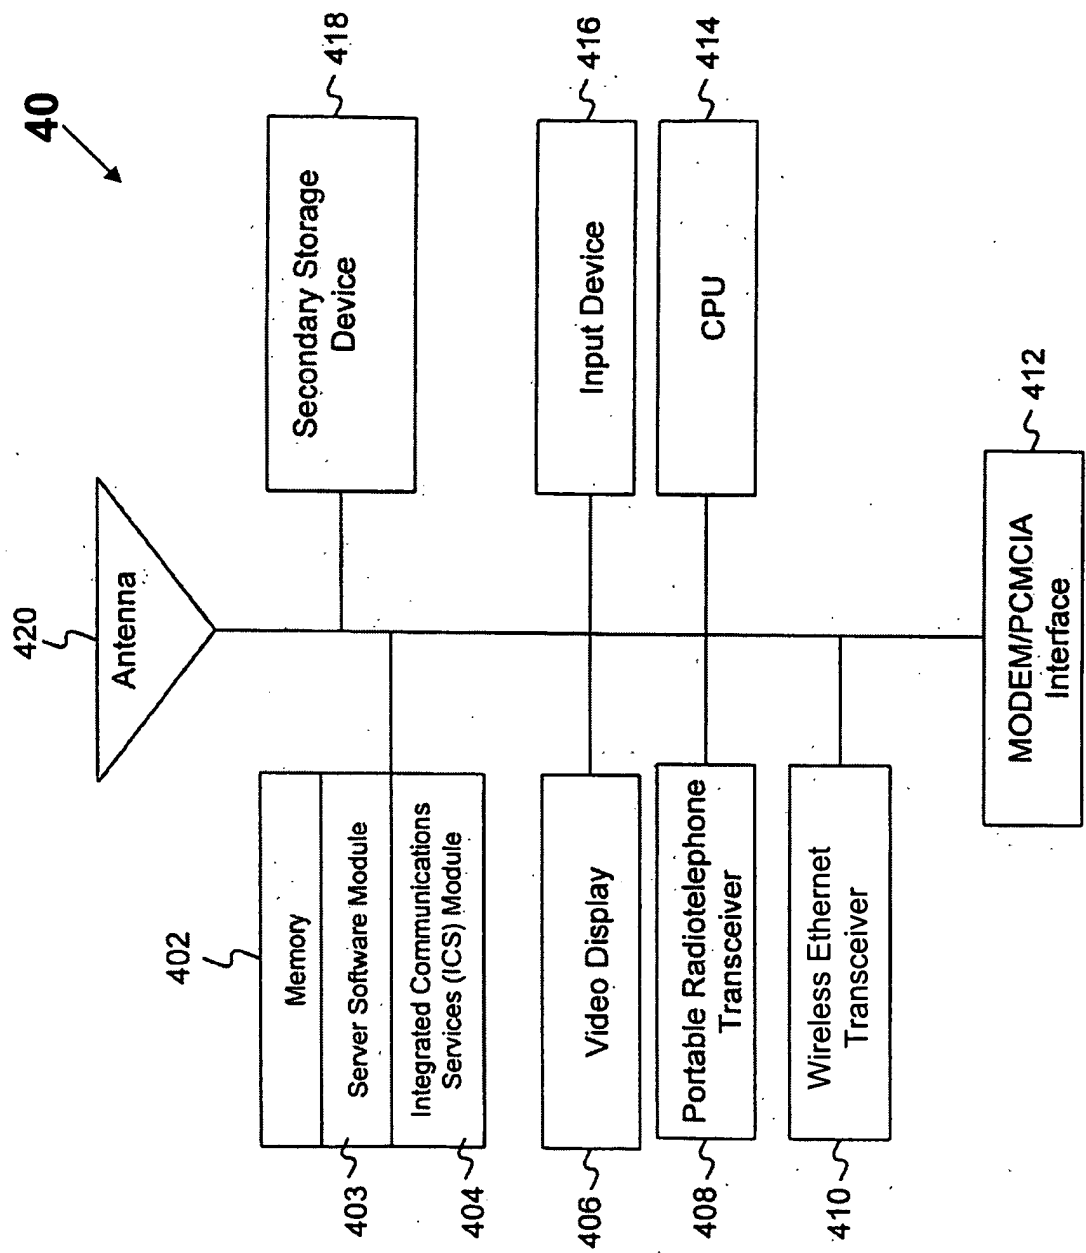 40
420
Antenna
402
Memory
403
Server Software Module
404
Integrated Communications
Services (ICS) Module
418
Secondary Storage
Device
406
Video Display
416
Input Device
408
Portable Radiotelephone
Transceiver
414
CPU
410
Wireless Ethernet
Transceiver
412
MODEM/PCMCIA
Interface